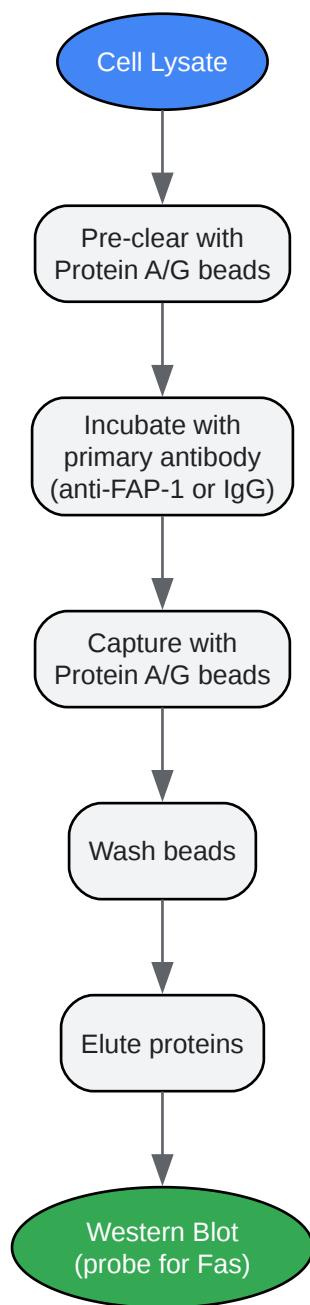 Cell Lysate
Pre-clear with
Protein A/G beads
Incubate with
primary antibody
(anti-FAP-1 or IgG)
Capture with
Protein A/G beads
Wash beads
Elute proteins
Western Blot
(probe for Fas)